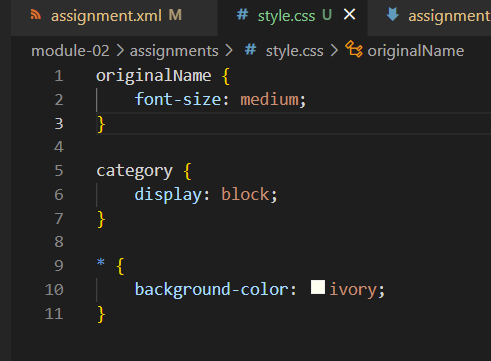 assignment.xml M style.css U assignment
module-02 > assignments > # style.css > originalName
1 originalName {
2 font-size: medium;
3 }
4
5 category {
6 display: block;
7 }
8
9 * {
10 background-color: ivory;
11 }